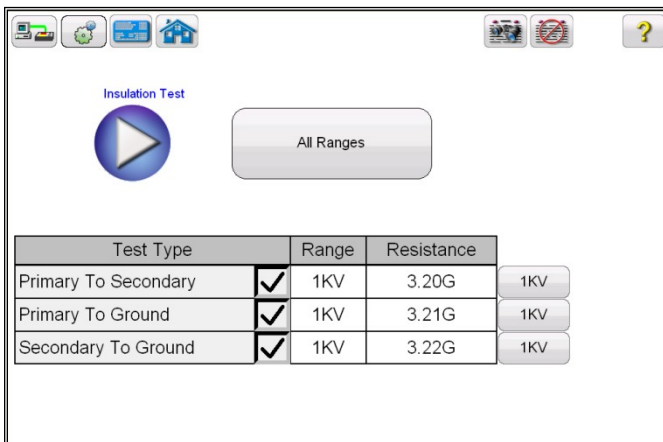 Insulation Test
All Ranges
Test Type Range Resistance
Primary To Secondary 1KV 3.20G 1KV
Primary To Ground 1KV 3.21G 1KV
Secondary To Ground 1KV 3.22G 1KV